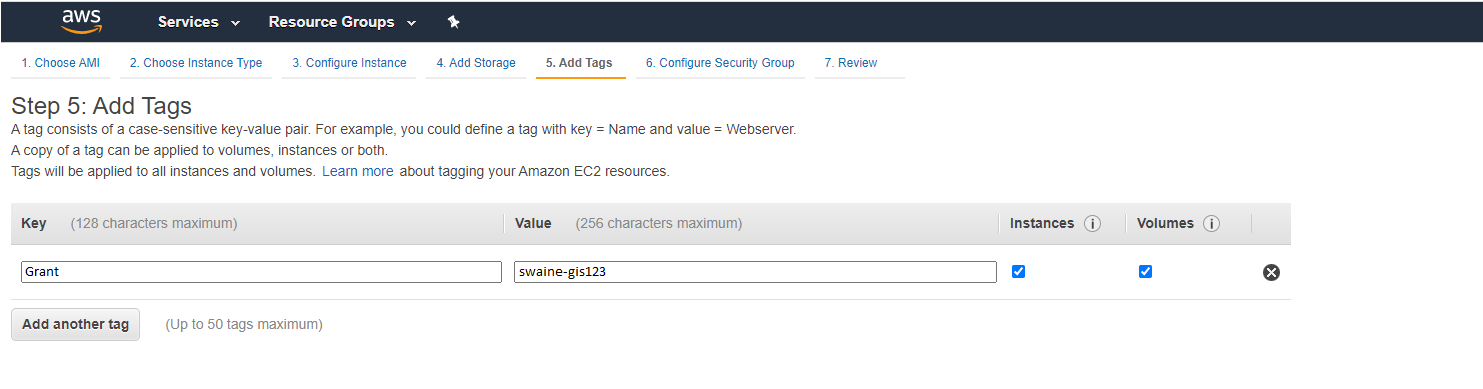 aws Services Resource Groups
1. Choose AMI 2. Choose Instance Type 3. Configure Instance 4. Add Storage 5. Add Tags 6. Configure Security Group 7. Review
Step 5: Add Tags
A tag consists of a case-sensitive key-value pair. For example, you could define a tag with key = Name and value = Webserver.
A copy of a tag can be applied to volumes, instances or both.
Tags will be applied to all instances and volumes. Learn more about tagging your Amazon EC2 resources.
Key (128 characters maximum) Value (256 characters maximum) Instances i Volumes i
Grant swaine-gis123
Add another tag (Up to 50 tags maximum)